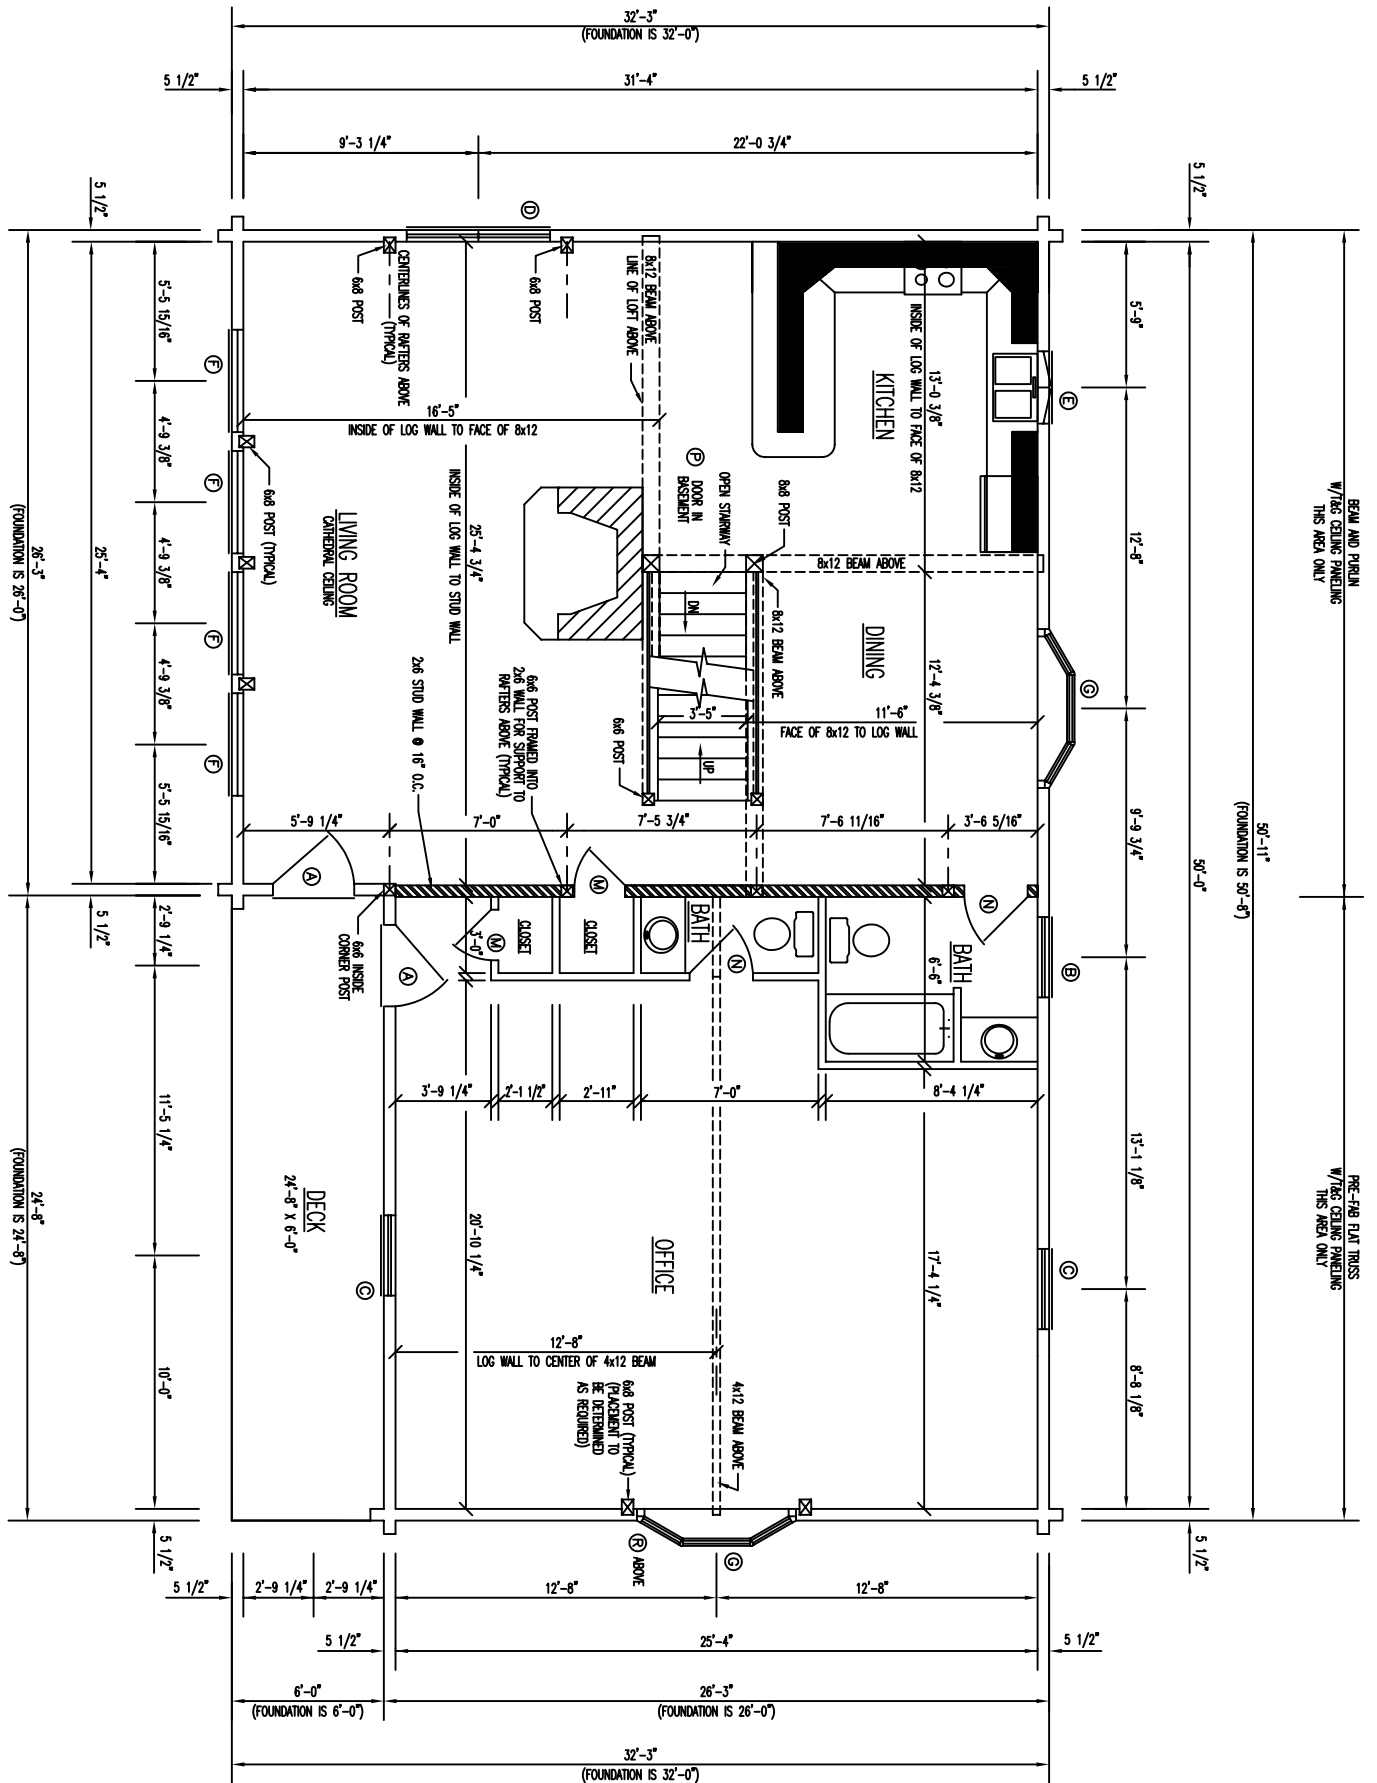 32'-3"
(FOUNDATION IS 32'-0")
5 1/2"
31'-4"
5 1/2"
9'-3 1/4"
22'-0 3/4"
5 1/2"
5 1/2"
BEAM AND PURLIN
W/T&G CEILING PANELING
THIS AREA ONLY
PRE-FAB FLAT TRUSS
W/T&G CEILING PANELING
THIS AREA ONLY
50'-11"
(FOUNDATION IS 50'-8")
50'-0"
5 1/2"
5'-9"
12'-8"
9'-9 3/4"
13'-1 1/8"
8'-8 1/8"
E
G
B
C
D
6x8 POST
6x8 POST
CENTERLINES OF RAFTERS ABOVE
(TYPICAL)
8x12 BEAM ABOVE
LINE OF LOFT ABOVE
KITCHEN
13'-0 3/8"
INSIDE OF LOG WALL TO FACE OF 8x12
16'-5"
INSIDE OF LOG WALL TO FACE OF 8x12
P
DOOR IN
BASEMENT
OPEN STAIRWAY
8x8 POST
8x12 BEAM ABOVE
8x12 BEAM ABOVE
DINING
12'-4 3/8"
11'-6"
FACE OF 8x12 TO LOG WALL
3'-5"
DN
UP
6x6 POST
LIVING ROOM
CATHEDRAL CEILING
25'-4 3/4"
INSIDE OF LOG WALL TO STUD WALL
6x8 POST (TYPICAL)
2x6 STUD WALL @ 16" O.C.
6x6 POST FRAMED INTO
2x6 WALL FOR SUPPORT TO
RAFTERS ABOVE (TYPICAL)
5'-9 1/4"
7'-0"
7'-5 3/4"
7'-6 11/16"
3'-6 5/16"
A
M
N
6x6 INSIDE
CORNER POST
A
M
3'-0"
CLOSET
CLOSET
BATH
N
BATH
6'-6"
3'-9 1/4"
2'-1 1/2"
2'-11"
7'-0"
8'-4 1/4"
DECK
24'-8" X 6'-0"
C
20'-10 1/4"
OFFICE
17'-4 1/4"
12'-8"
LOG WALL TO CENTER OF 4x12 BEAM
6x8 POST (TYPICAL)
(PLACEMENT TO
BE DETERMINED
AS REQUIRED)
4x12 BEAM ABOVE
R ABOVE
G
F
F
F
F
5'-5 15/16"
4'-9 3/8"
4'-9 3/8"
4'-9 3/8"
5'-5 15/16"
2'-9 1/4"
11'-5 1/4"
10'-0"
25'-4"
5 1/2"
5 1/2"
26'-3"
(FOUNDATION IS 26'-0")
24'-8"
(FOUNDATION IS 24'-8")
5 1/2"
2'-9 1/4"
2'-9 1/4"
12'-8"
12'-8"
5 1/2"
25'-4"
5 1/2"
6'-0"
(FOUNDATION IS 6'-0")
26'-3"
(FOUNDATION IS 26'-0")
32'-3"
(FOUNDATION IS 32'-0")